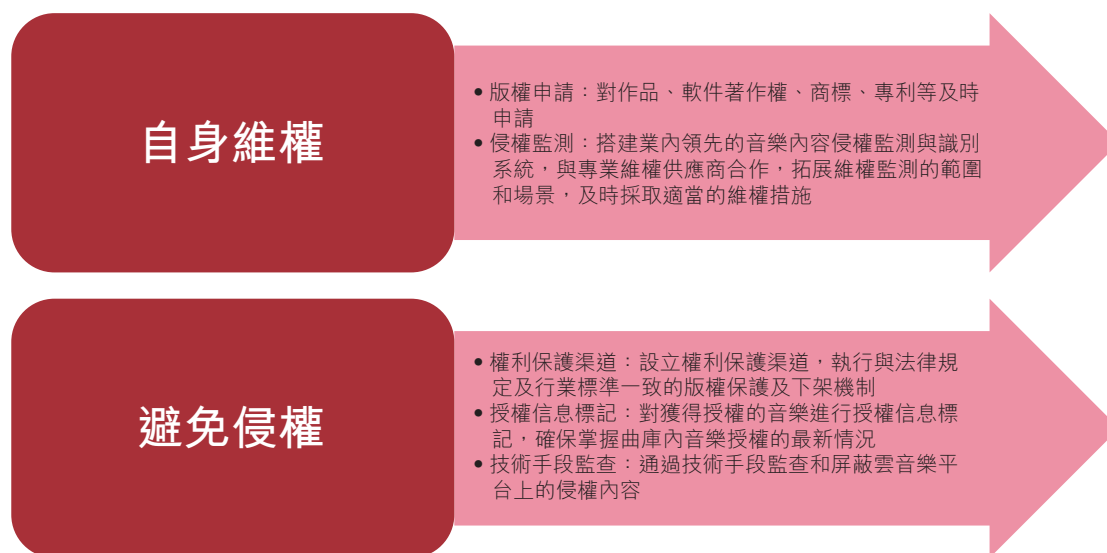 自身維權
• 版權申請：對作品、軟件著作權、商標、專利等及時
申請
• 侵權監測：搭建業內領先的音樂內容侵權監測與識別
系統，與專業維權供應商合作，拓展維權監測的範圍
和場景，及時採取適當的維權措施
避免侵權
• 權利保護渠道：設立權利保護渠道，執行與法律規
定及行業標準一致的版權保護及下架機制
• 授權信息標記：對獲得授權的音樂進行授權信息標
記，確保掌握曲庫內音樂授權的最新情況
• 技術手段監查：通過技術手段監查和屏蔽雲音樂平
台上的侵權內容